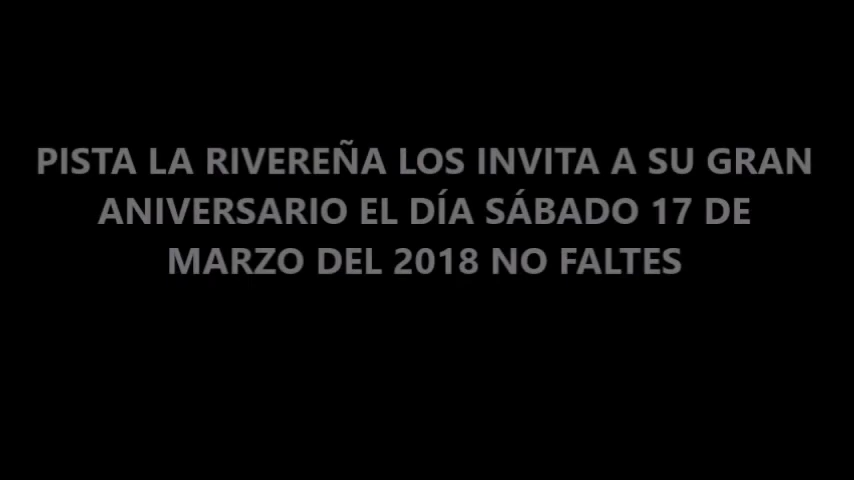 PISTA LA RIVEREÑA LOS INVITA A SU GRAN
ANIVERSARIO EL DÍA SÁBADO 17 DE
MARZO DEL 2018 NO FALTES